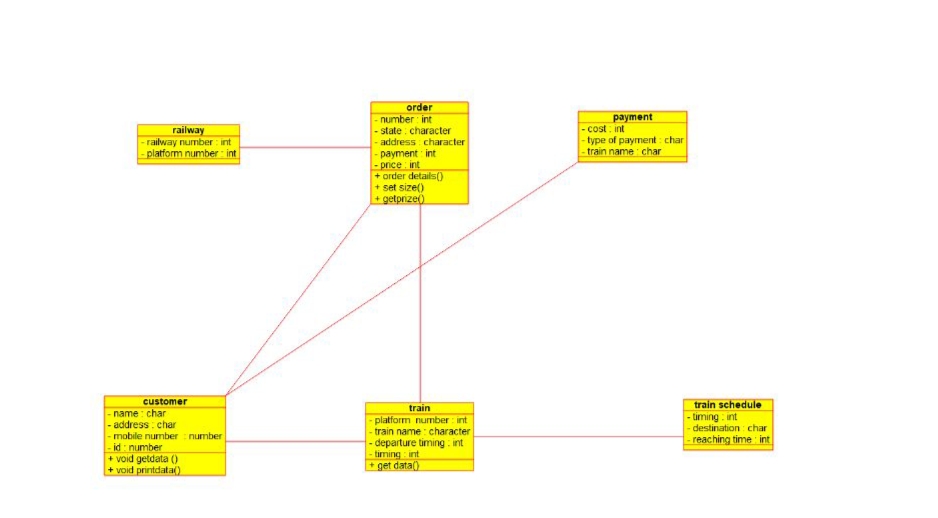 order
- number : int
- state : character
- address : character
- payment : int
- price : int
+ order details()
+ set size()
+ getprize()
railway
- railway number : int
- platform number : int
payment
- cost : int
- type of payment : char
- train name : char
customer
- name : char
- address : char
- mobile number : number
- id : number
+ void getdata ()
+ void printdata()
train
- platform number : int
- train name : character
- departure timing : int
- timing : int
+ get data()
train schedule
- timing : int
- destination : char
- reaching time : int